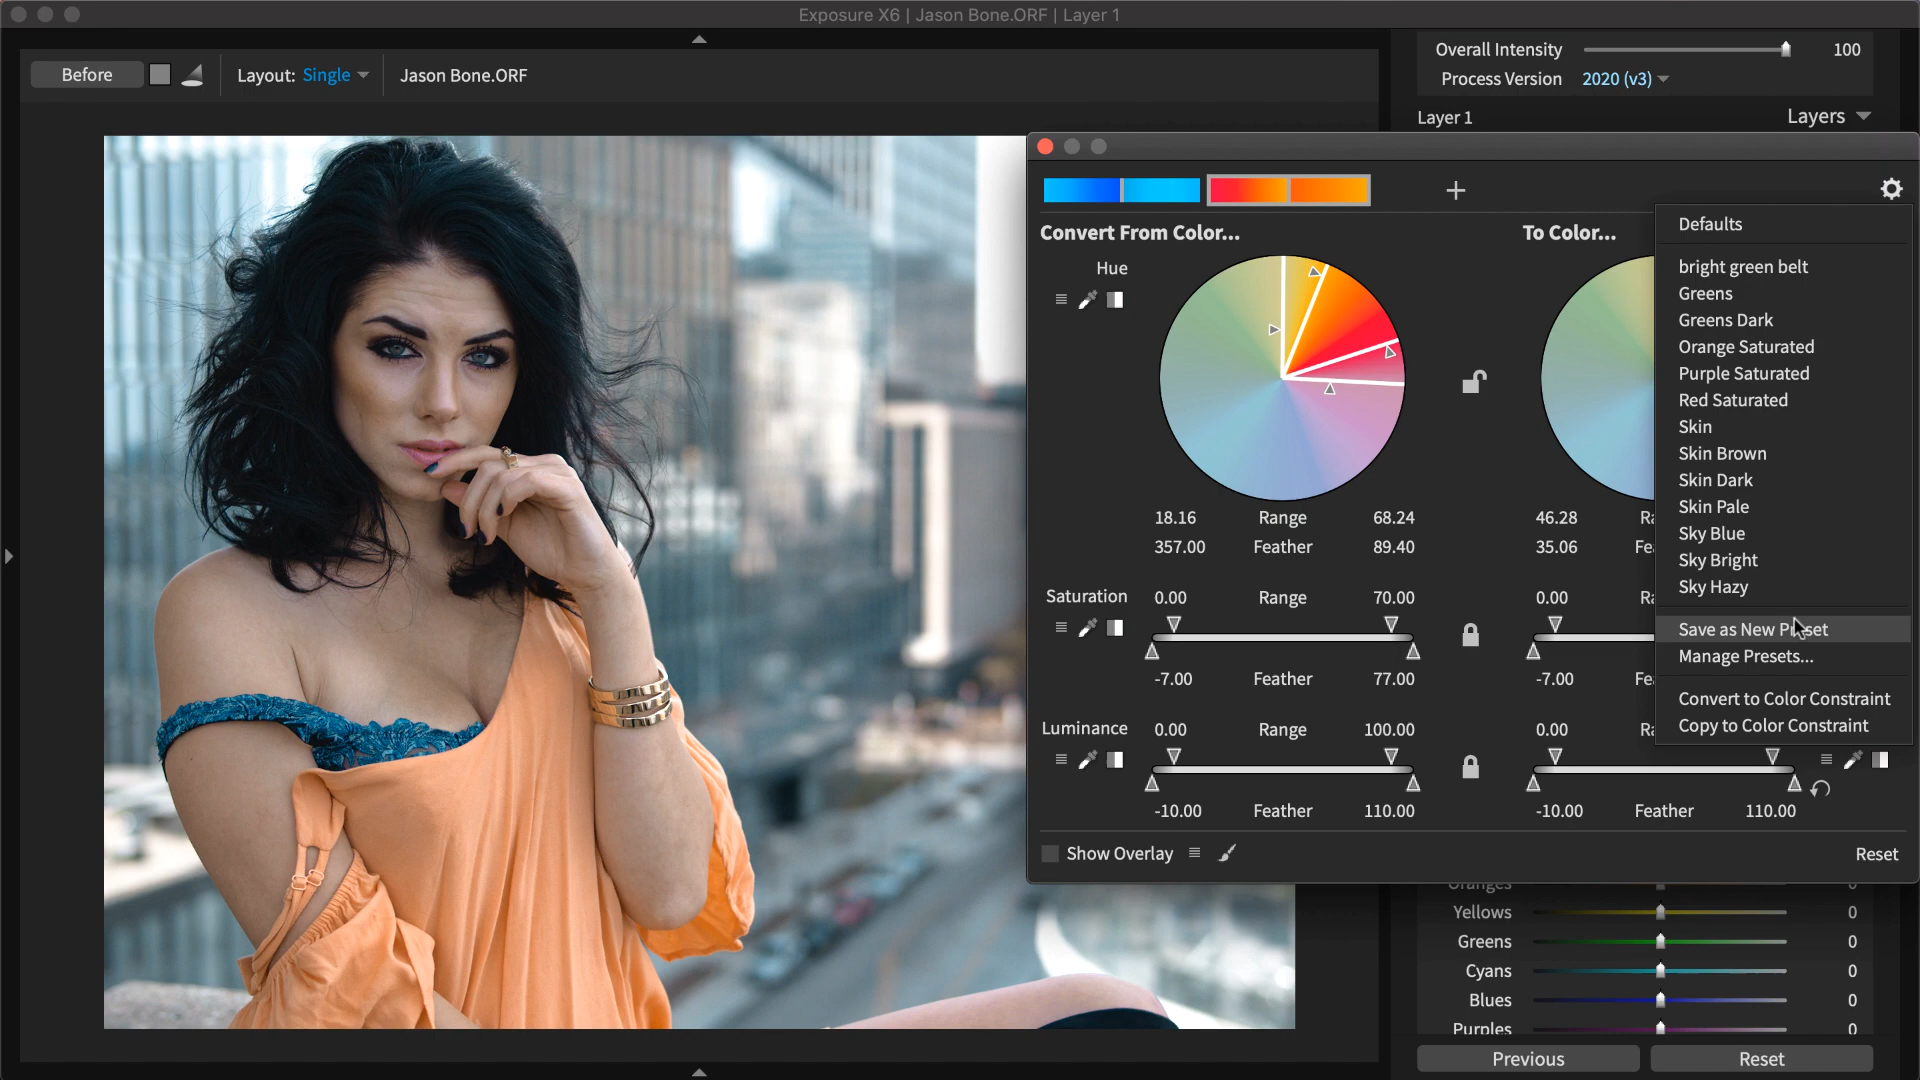 Exposure X6 | Jason Bone.ORF | Layer 1
Before
Layout: Single
Jason Bone.ORF
Overall Intensity 100
Process Version 2020 (v3)
Layer 1 Layers
Convert From Color... To Color...
Hue
18.16 Range 68.24 46.28
357.00 Feather 89.40 35.06
Saturation 0.00 Range 70.00 0.00
-7.00 Feather 77.00 -7.00
Luminance 0.00 Range 100.00 0.00
-10.00 Feather 110.00 -10.00 Feather 110.00
Show Overlay Reset
Defaults
bright green belt
Greens
Greens Dark
Orange Saturated
Purple Saturated
Red Saturated
Skin
Skin Brown
Skin Dark
Skin Pale
Sky Blue
Sky Bright
Sky Hazy
Save as New Preset
Manage Presets...
Convert to Color Constraint
Copy to Color Constraint
Oranges 0
Yellows 0
Greens 0
Cyans 0
Blues 0
Purples 0
Previous Reset